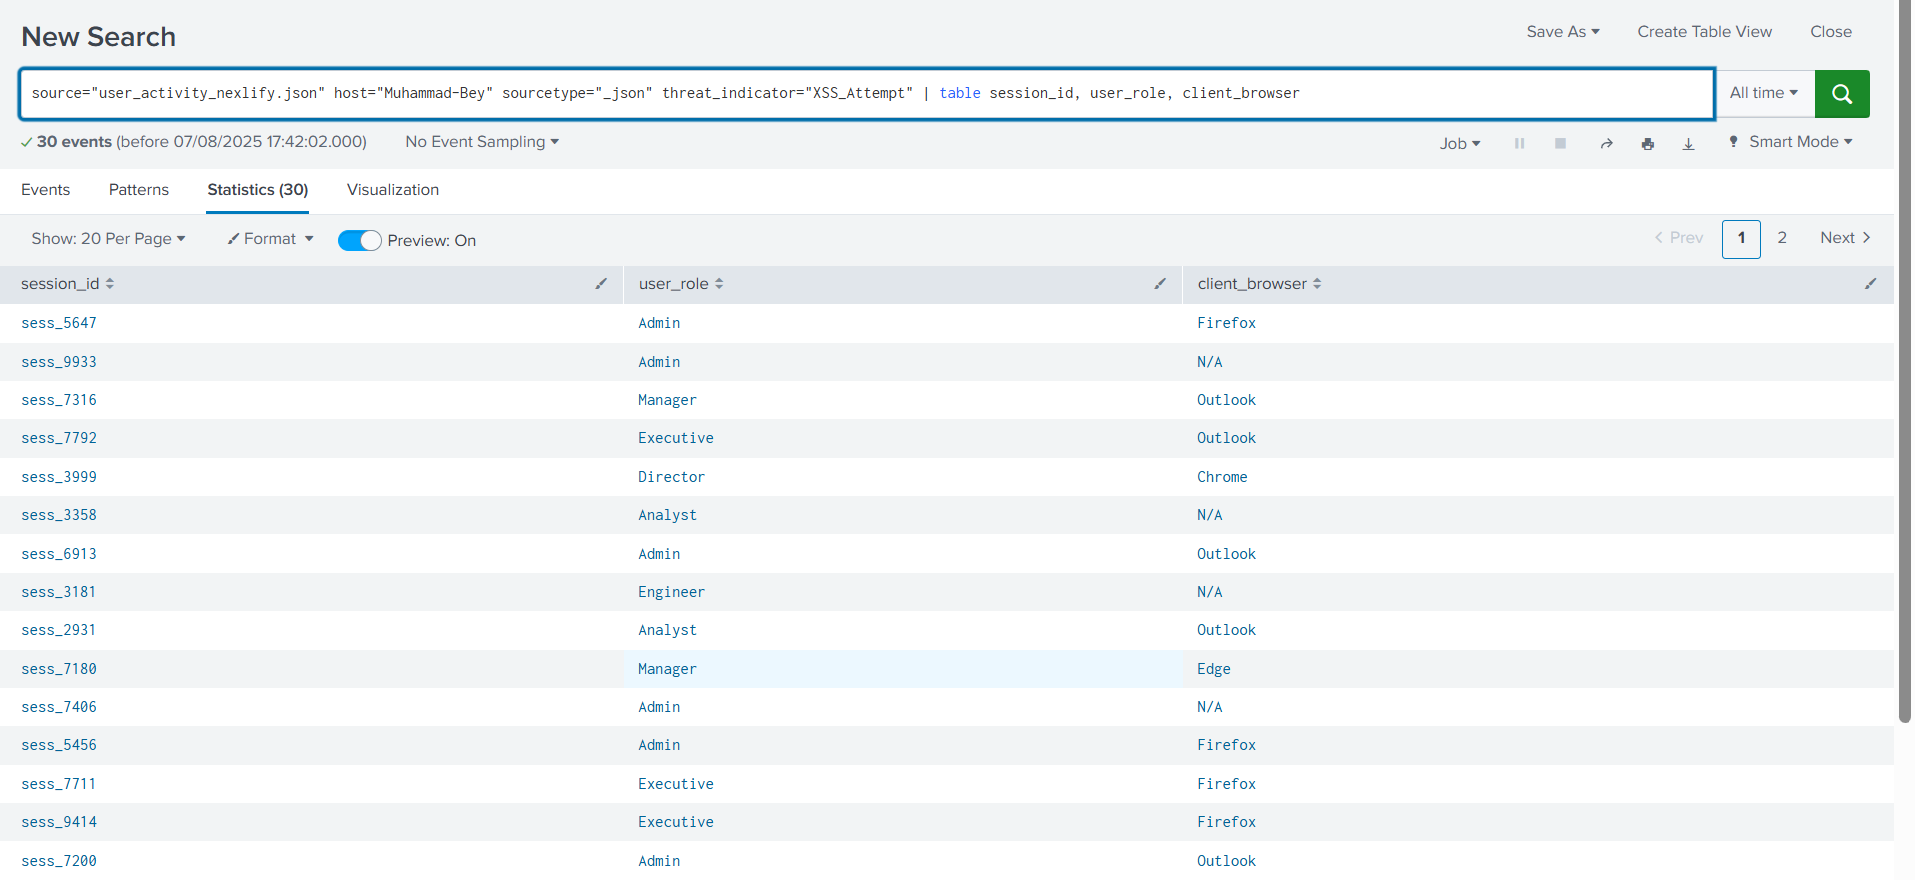 New Search
Save As Create Table View Close
source="user_activity_nexlify.json" host="Muhammad-Bey" sourcetype="_json" threat_indicator="XSS_Attempt" | table session_id, user_role, client_browser
All time
30 events (before 07/08/2025 17:42:02.000) No Event Sampling Job Smart Mode
Events Patterns Statistics (30) Visualization
Show: 20 Per Page Format Preview: On Prev 1 2 Next
session_id user_role client_browser
sess_5647 Admin Firefox
sess_9933 Admin N/A
sess_7316 Manager Outlook
sess_7792 Executive Outlook
sess_3999 Director Chrome
sess_3358 Analyst N/A
sess_6913 Admin Outlook
sess_3181 Engineer N/A
sess_2931 Analyst Outlook
sess_7180 Manager Edge
sess_7406 Admin N/A
sess_5456 Admin Firefox
sess_7711 Executive Firefox
sess_9414 Executive Firefox
sess_7200 Admin Outlook